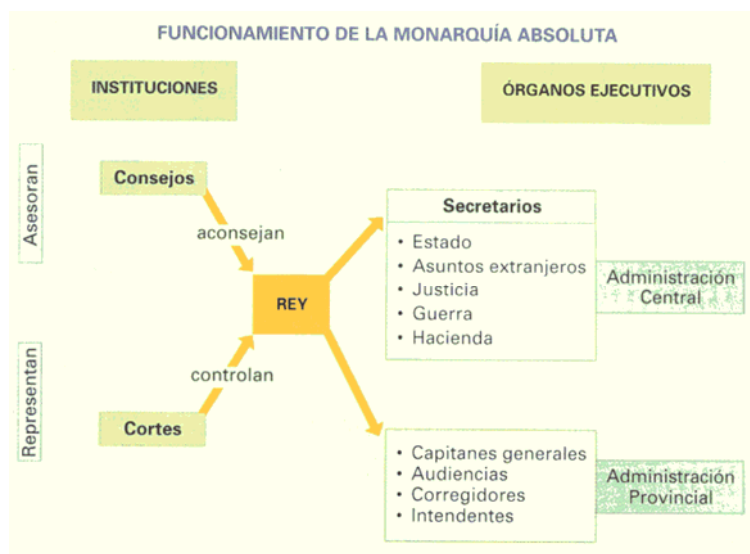 FUNCIONAMIENTO DE LA MONARQUÍA ABSOLUTA
INSTITUCIONES
ÓRGANOS EJECUTIVOS
Asesoran
Consejos
aconsejan
REY
controlan
Cortes
Representan
Secretarios
• Estado
• Asuntos extranjeros
• Justicia
• Guerra
• Hacienda
Administración
Central
• Capitanes generales
• Audiencias
• Corregidores
• Intendentes
Administración
Provincial